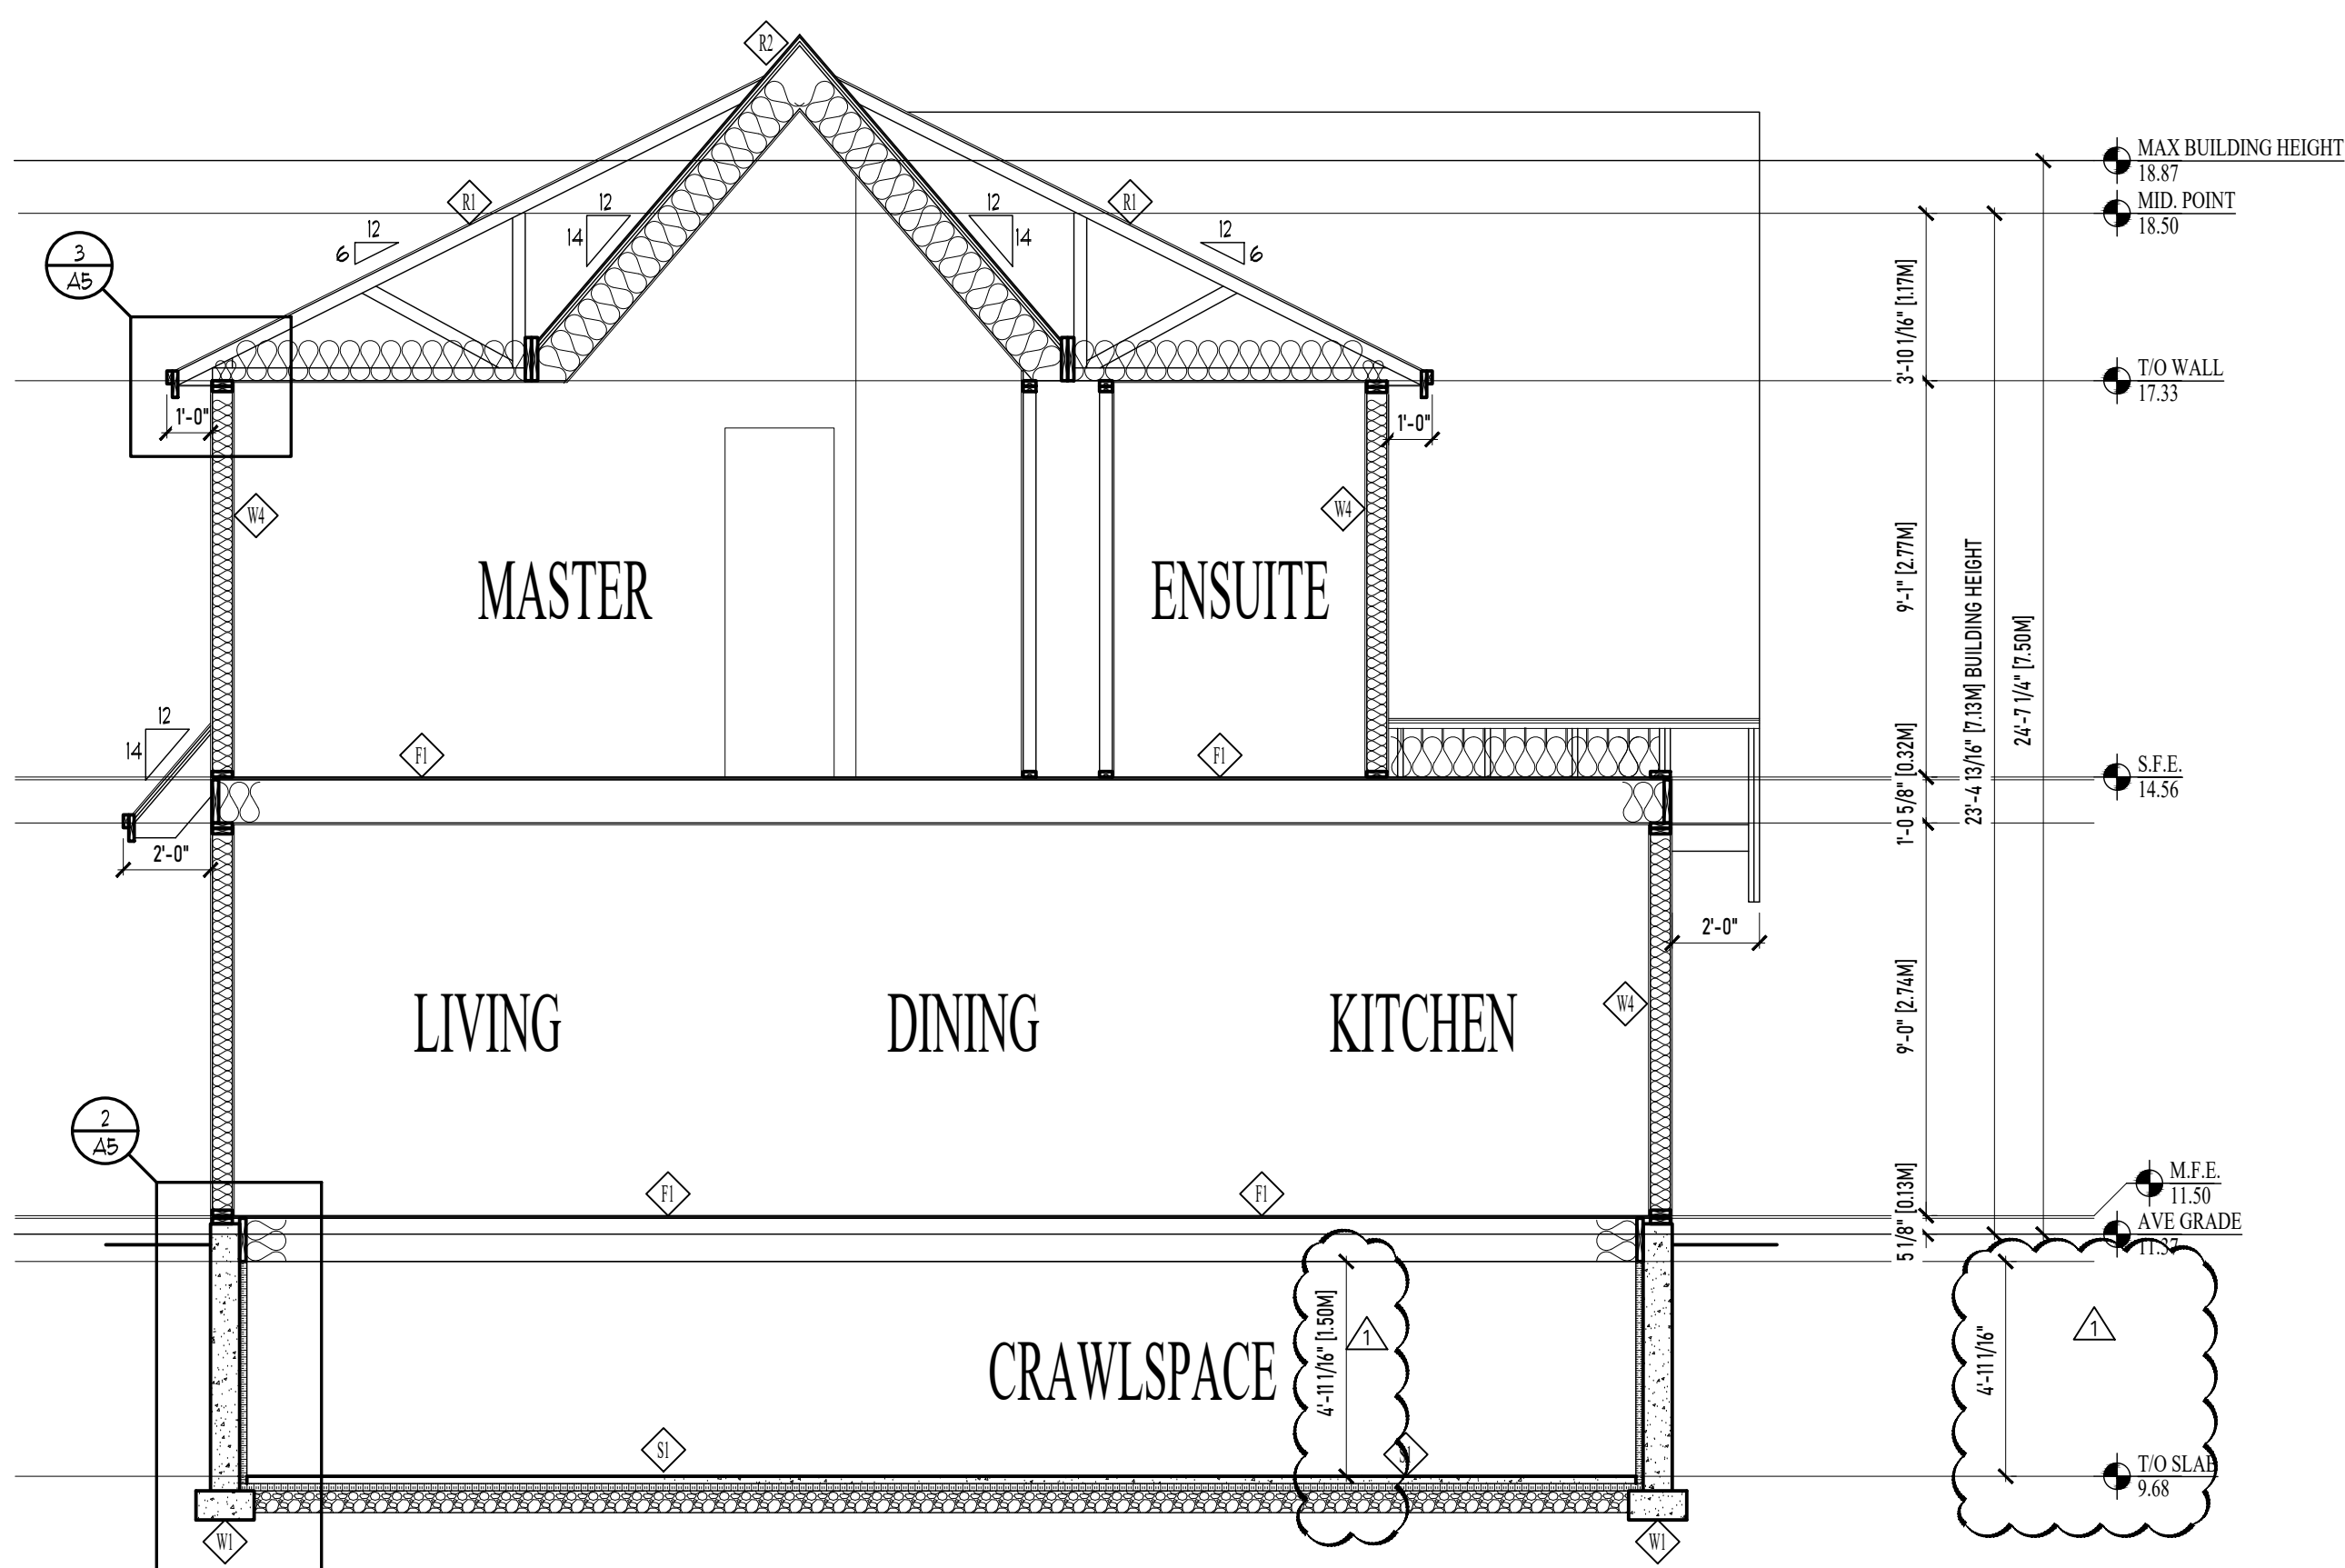 R2
MAX BUILDING HEIGHT
18.87
R1
R1
MID. POINT
18.50
12
14
12
14
12
6
12
6
3
A5
3'-10 1/16" [1.17M]
T/O WALL
17.33
1'-0"
1'-0"
W4
W4
MASTER
ENSUITE
9'-1" [2.77M]
23'-4 13/16" [7.13M] BUILDING HEIGHT
24'-7 1/4" [7.50M]
12
14
F1
F1
S.F.E.
14.56
1'-0 5/8" [0.32M]
2'-0"
2'-0"
W4
LIVING
DINING
KITCHEN
9'-0" [2.74M]
2
A5
F1
F1
M.F.E.
11.50
AVE GRADE
11.37
5 1/8" [0.13M]
4'-11 1/16" [1.50M]
1
4'-11 1/16"
1
CRAWLSPACE
S1
S1
T/O SLAB
9.68
W1
W1